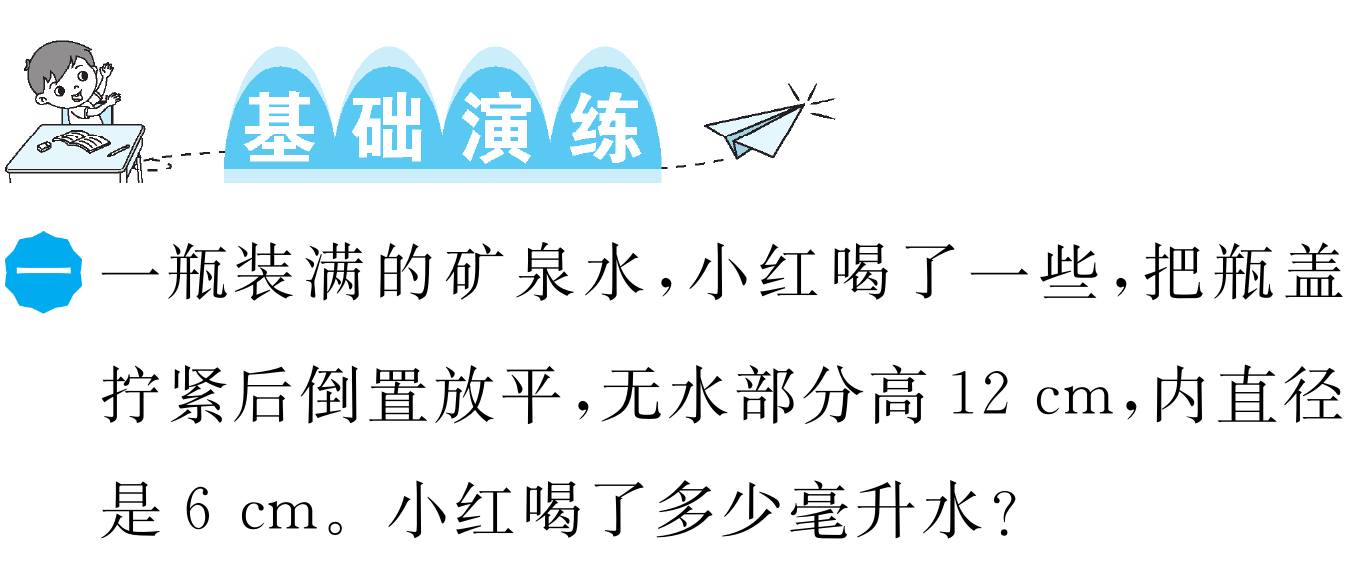 基础演练
一 一瓶装满的矿泉水,小红喝了一些,把瓶盖
拧紧后倒置放平,无水部分高 12 cm,内直径
是 6 cm。小红喝了多少毫升水?